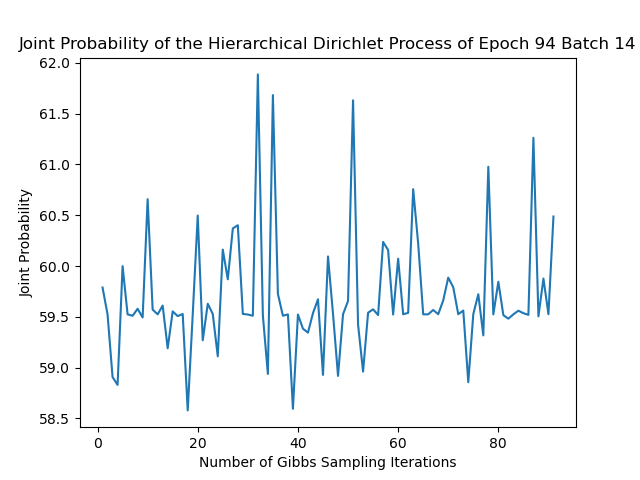 Joint Probability of the Hierarchical Dirichlet Process of Epoch 94 Batch 14
62.0
61.5
61.0
60.5
60.0
59.5
59.0
58.5
Joint Probability
0 20 40 60 80
Number of Gibbs Sampling Iterations